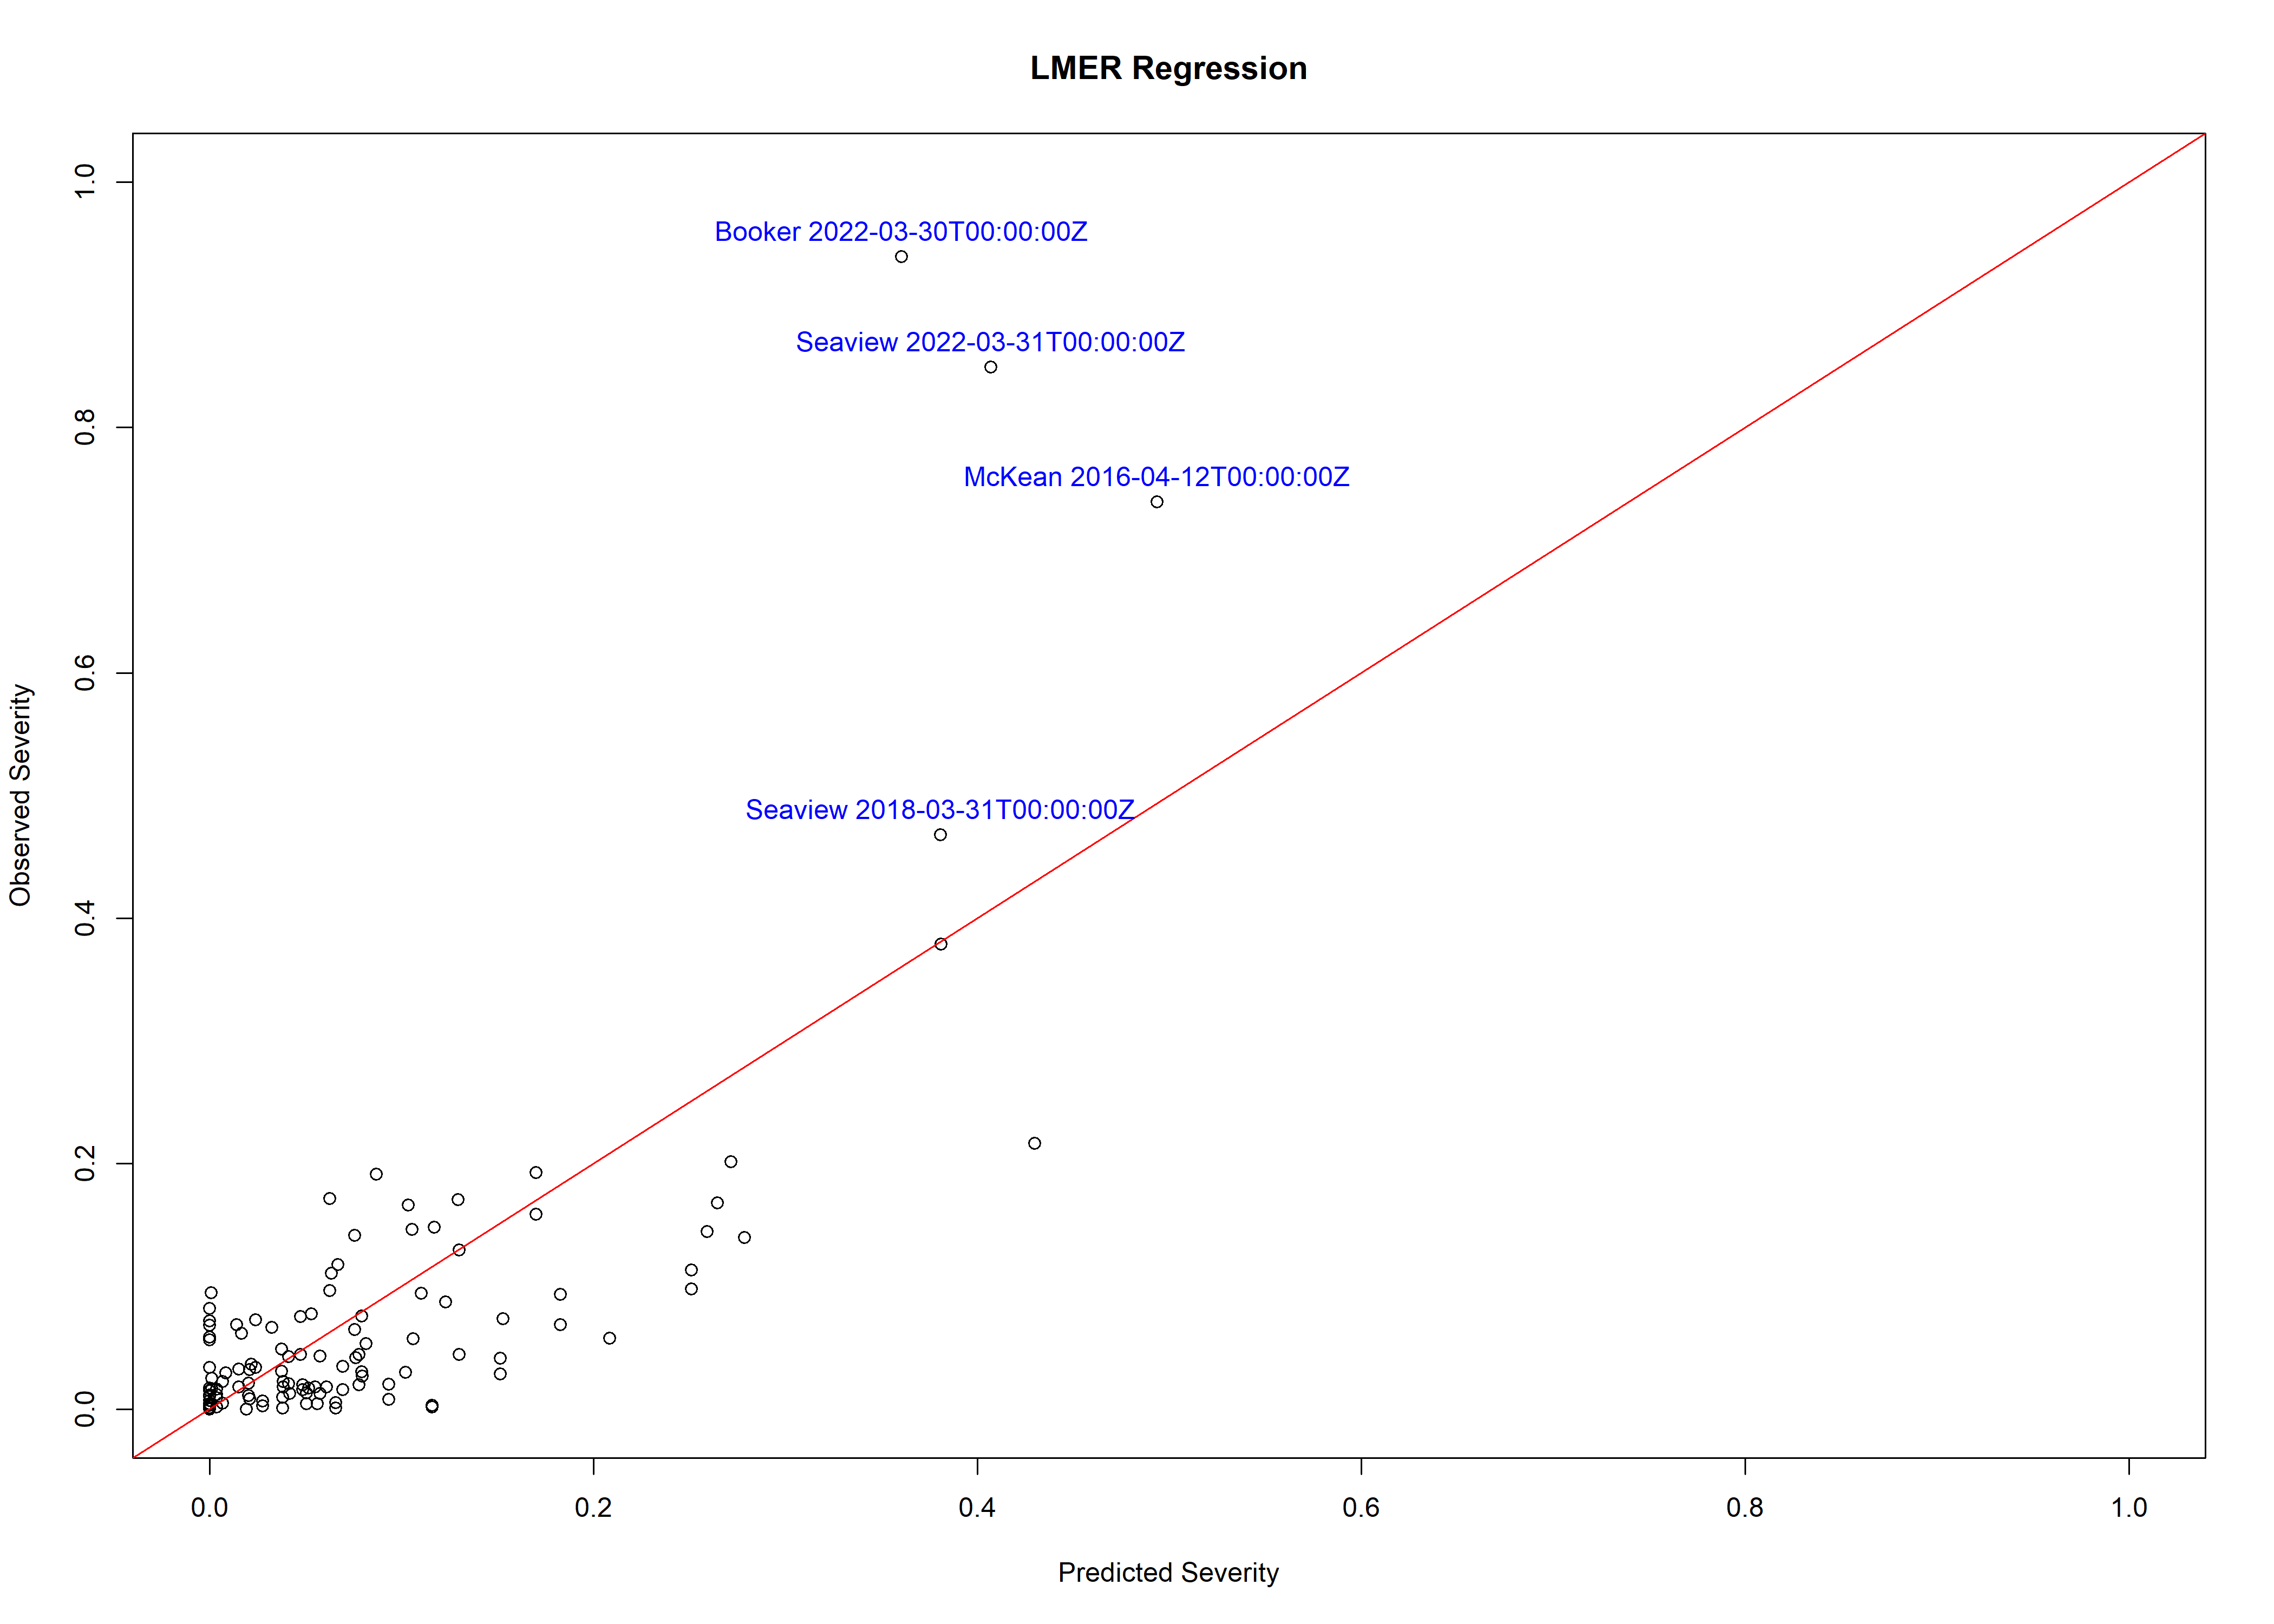 LMER Regression
Booker 2022-03-30T00:00:00Z
Seaview 2022-03-31T00:00:00Z
McKean 2016-04-12T00:00:00Z
Seaview 2018-03-31T00:00:00Z
Observed Severity
1.0
0.8
0.6
0.4
0.2
0.0
0.0 0.2 0.4 0.6 0.8 1.0
Predicted Severity